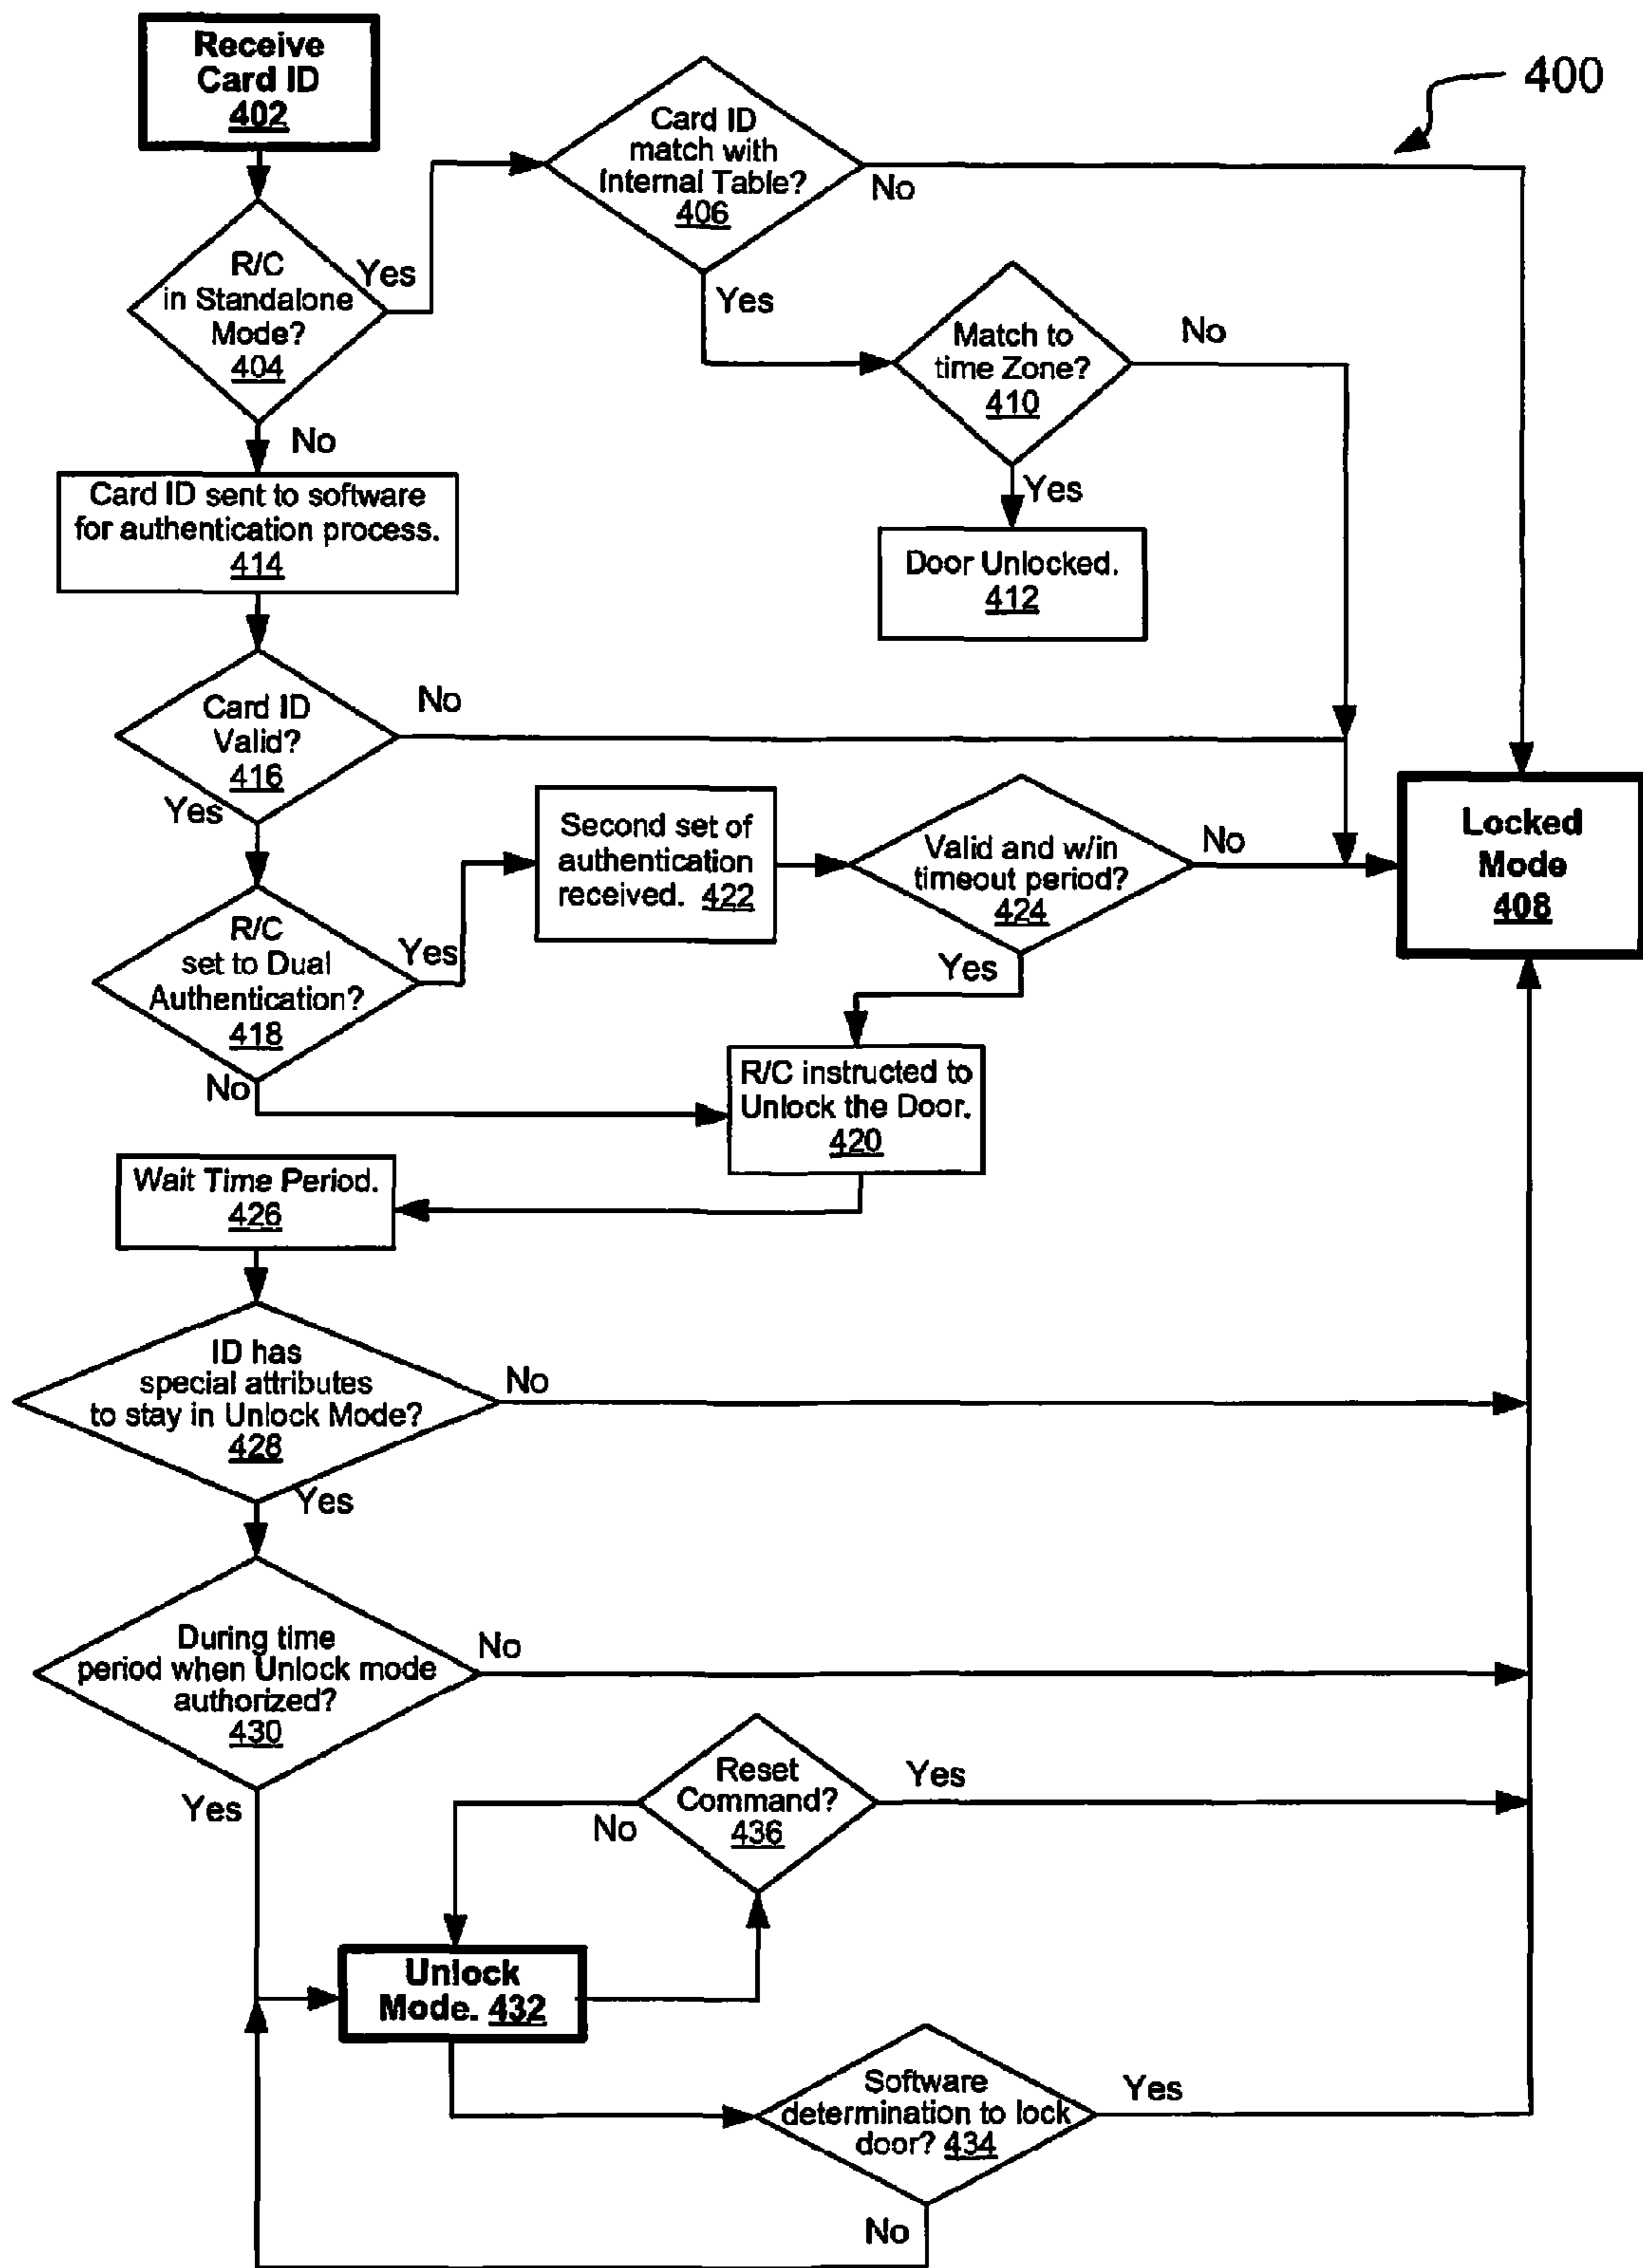 Receive
Card ID
402
400
Card ID
match with
Internal Table?
406
No
Yes
R/C
in Standalone
Mode?
404
Yes
No
Match to
time Zone?
410
No
Yes
Door Unlocked.
412
Card ID sent to software
for authentication process.
414
Card ID
Valid?
416
No
Yes
Second set of
authentication
received. 422
Valid and w/in
timeout period?
424
No
Yes
Locked
Mode
408
R/C
set to Dual
Authentication?
418
Yes
No
R/C instructed to
Unlock the Door.
420
Wait Time Period.
426
ID has
special attributes
to stay in Unlock Mode?
428
No
Yes
During time
period when Unlock mode
authorized?
430
No
Yes
Reset
Command?
436
Yes
No
Unlock
Mode. 432
Software
determination to lock
door? 434
Yes
No